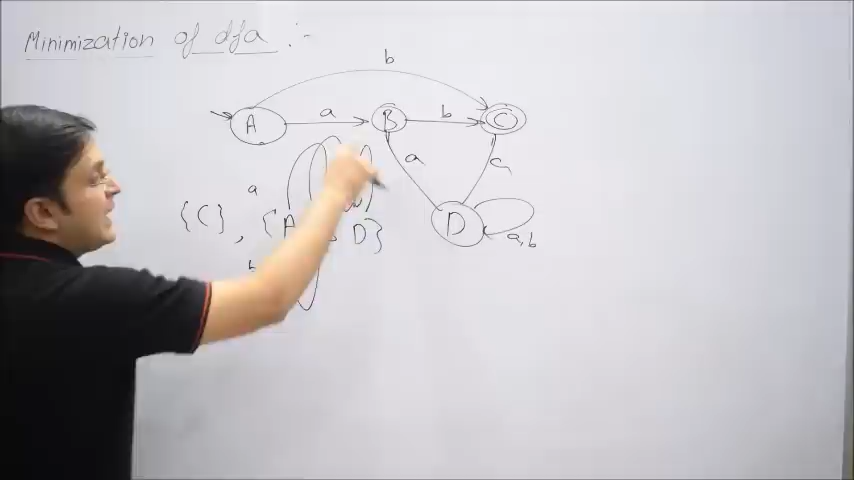 Minimization of dfa :-
b
A a B b C
a
a
a
{C}, {A D}
D
a,b
b